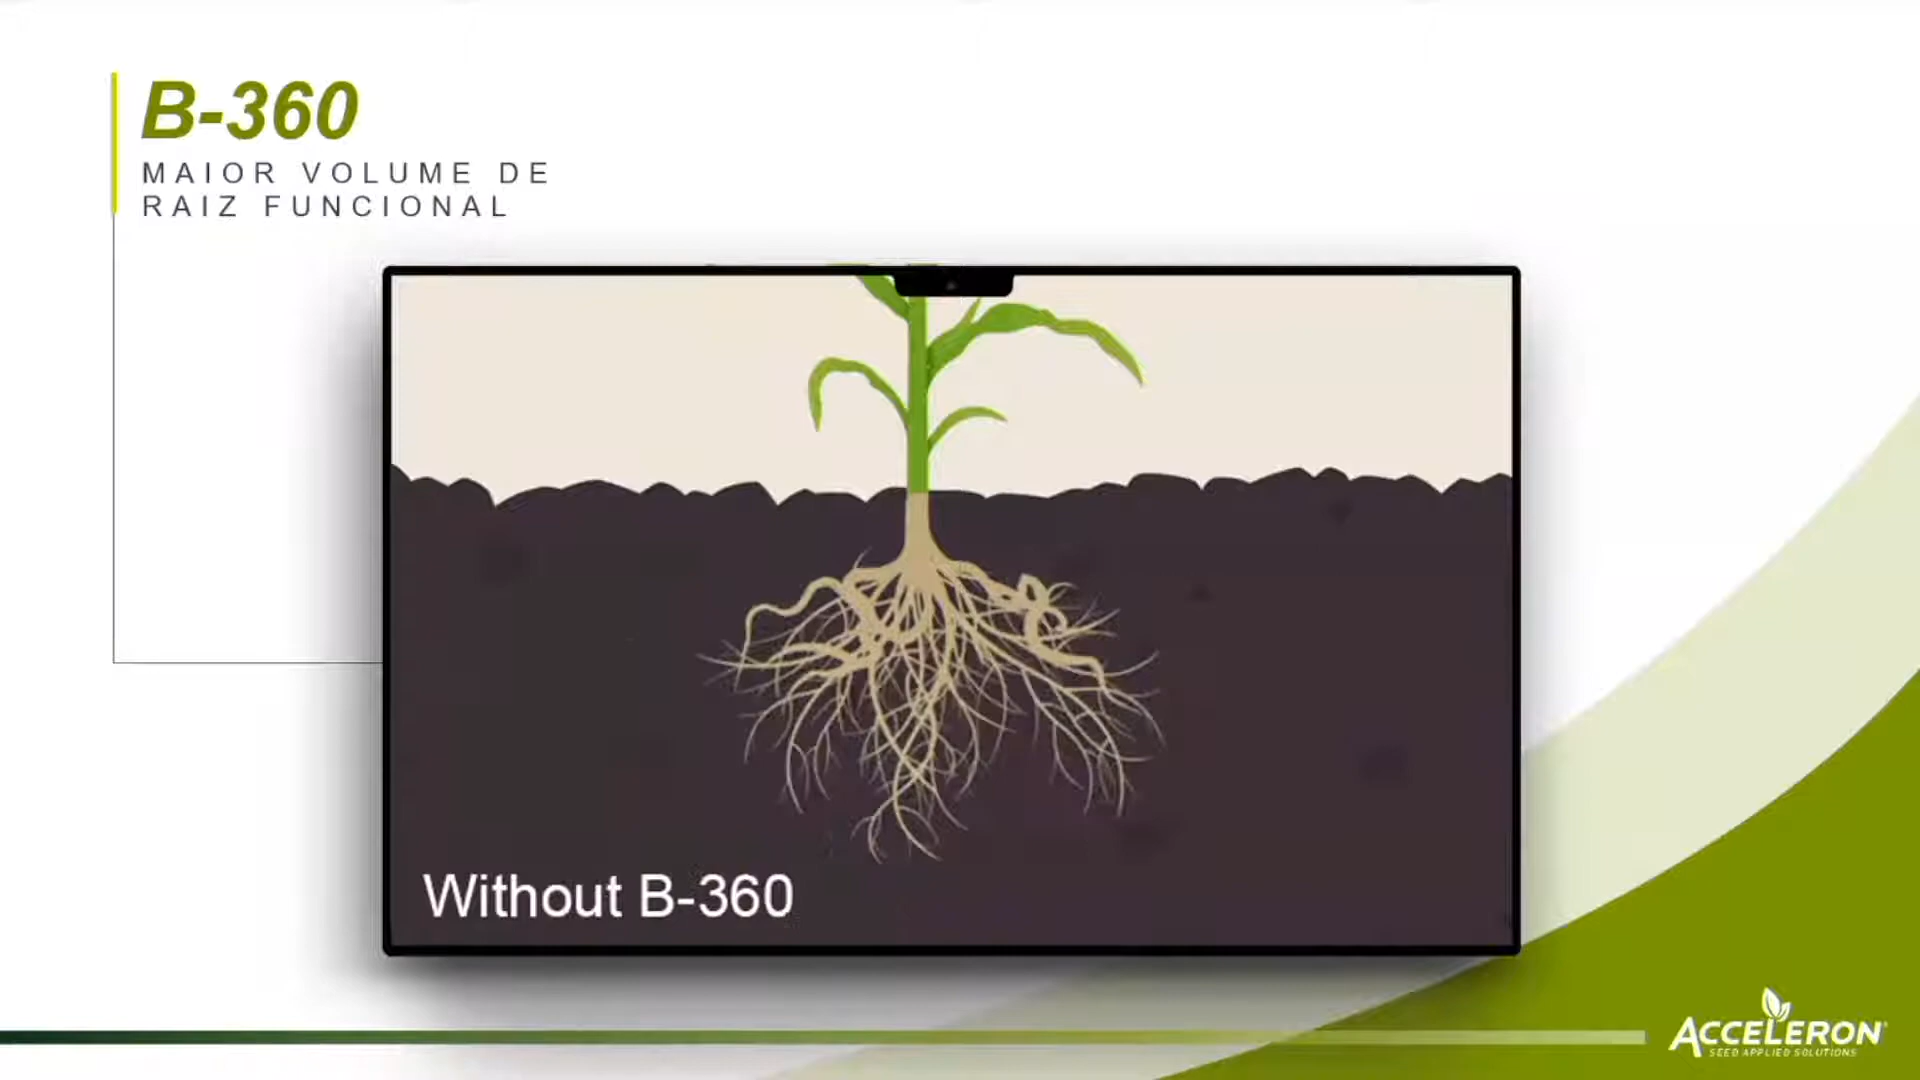 B-360
MAIOR VOLUME DE
RAIZ FUNCIONAL
Without B-360
ACCELERON
SEED APPLIED SOLUTIONS